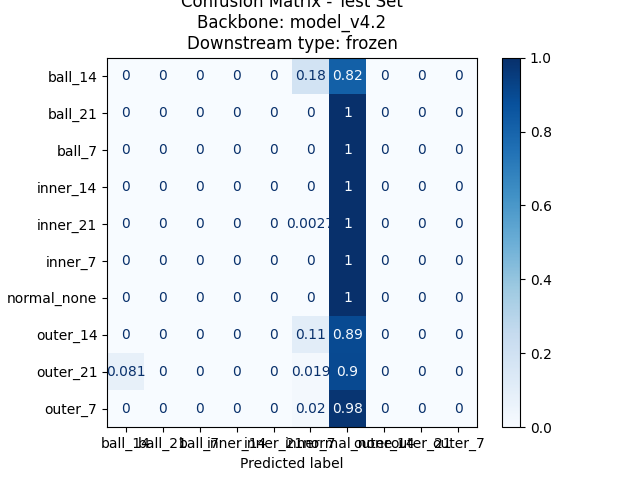 Confusion Matrix - Test Set
Backbone: model_v4.2
Downstream type: frozen
ball_14 0 0 0 0 0 0.18 0.82 0 0 0
ball_21 0 0 0 0 0 0 1 0 0 0
ball_7 0 0 0 0 0 0 1 0 0 0
inner_14 0 0 0 0 0 0 1 0 0 0
inner_21 0 0 0 0 0 0.0027 1 0 0 0
inner_7 0 0 0 0 0 0 1 0 0 0
normal_none 0 0 0 0 0 0 1 0 0 0
outer_14 0 0 0 0 0 0.11 0.89 0 0 0
outer_21 0.081 0 0 0 0 0.019 0.9 0 0 0
outer_7 0 0 0 0 0 0.02 0.98 0 0 0
ball_14 ball_21 ball_7 inner_14 inner_21 inner_7 normal_none outer_14 outer_21 outer_7
Predicted label
1.0
0.8
0.6
0.4
0.2
0.0